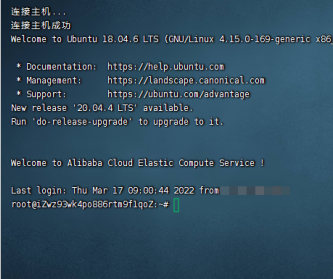 连接主机...
连接主机成功
Welcome to Ubuntu 18.04.6 LTS (GNU/Linux 4.15.0-169-generic x86
* Documentation:  https://help.ubuntu.com
* Management:     https://landscape.canonical.com
* Support:        https://ubuntu.com/advantage
New release '20.04.4 LTS' available.
Run 'do-release-upgrade' to upgrade to it.
Welcome to Alibaba Cloud Elastic Compute Service !
Last login: Thu Mar 17 09:00:44 2022 from
root@iZwz93wk4po886rtm9f1qoZ:~#